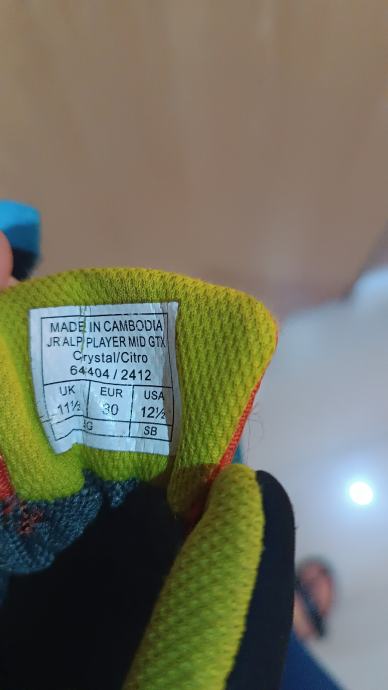 MADE IN CAMBODIA
JR ALP PLAYER MID GTX
Crystal/Citro
64404 / 2412
UK EUR USA
11½ 30 12½
SB